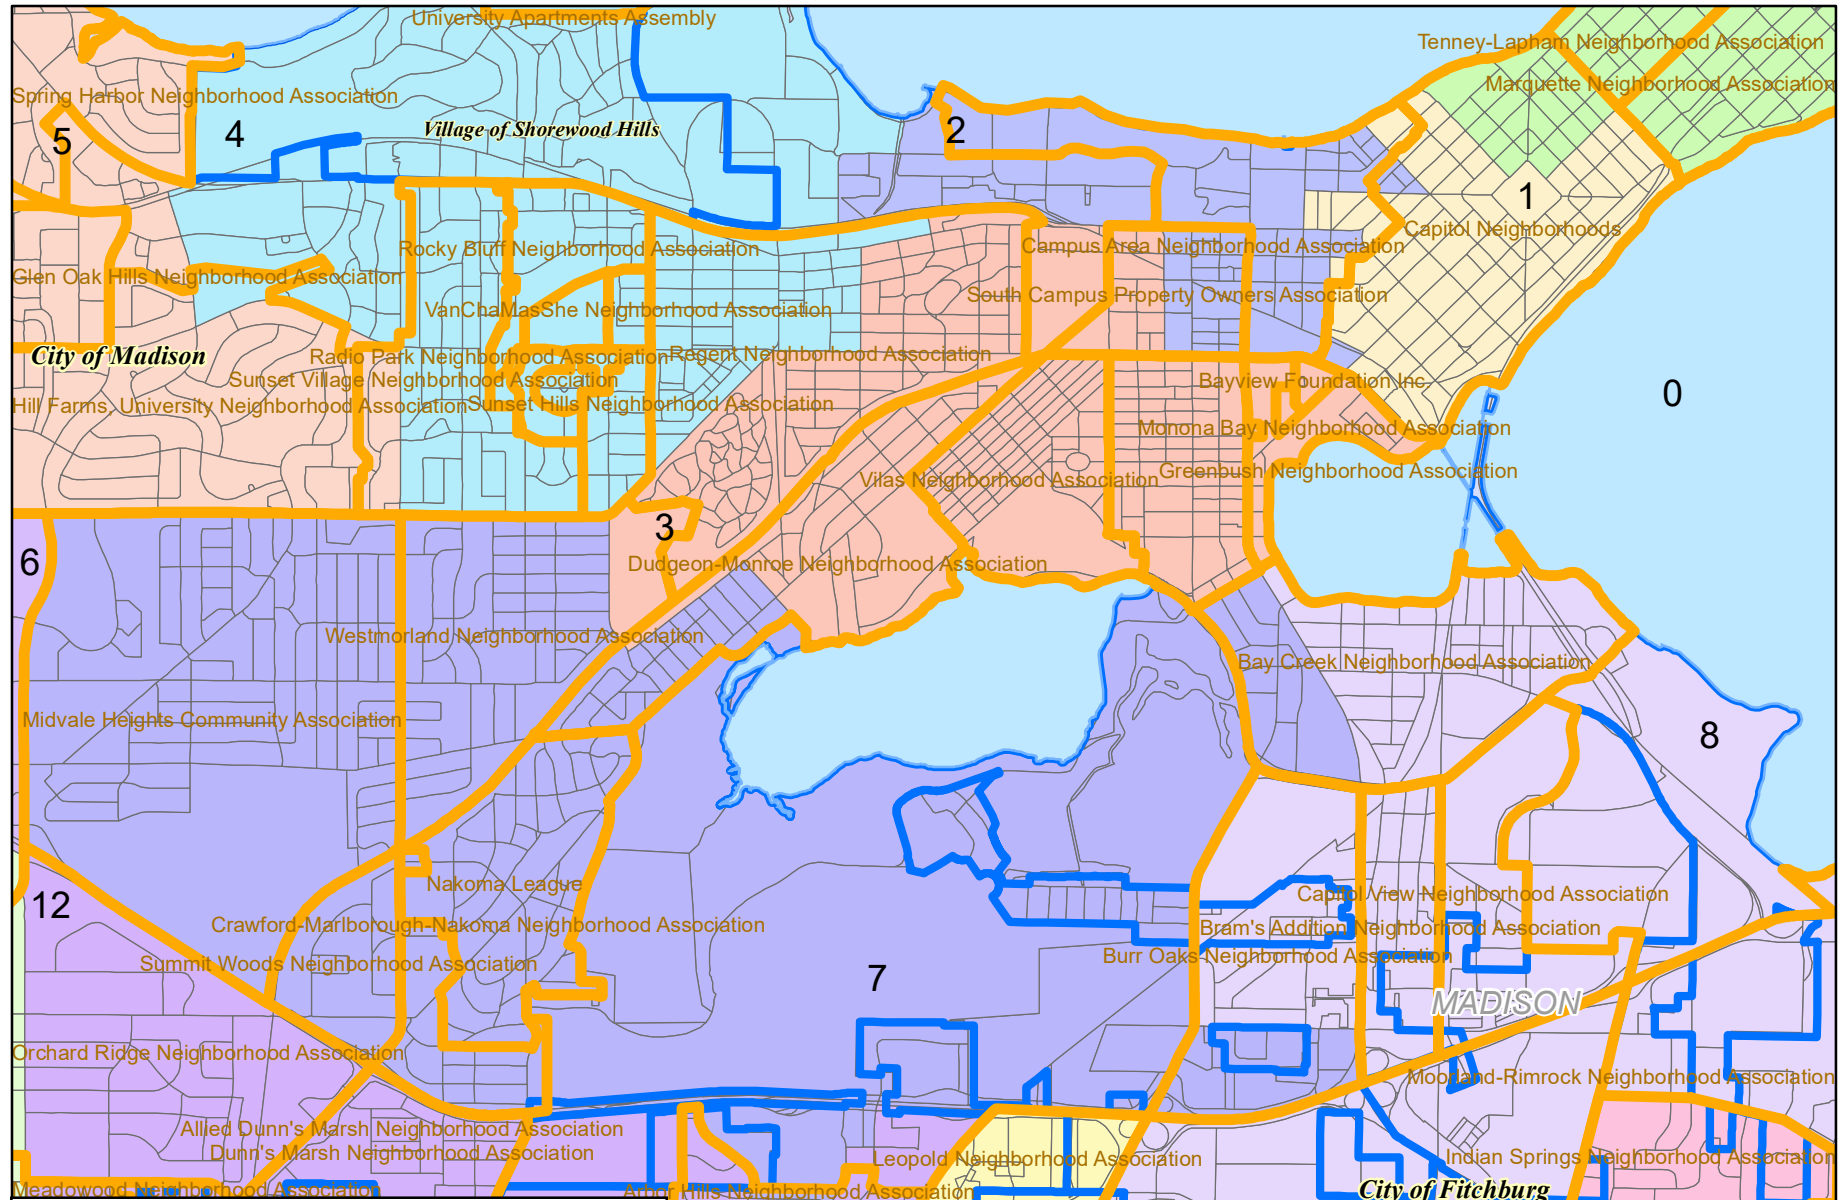 University Apartments Assembly
Tenney-Lapham Neighborhood Association
Marquette Neighborhood Association
Spring Harbor Neighborhood Association
5
4
Village of Shorewood Hills
2
1
Capitol Neighborhoods
Rocky Bluff Neighborhood Association
Campus Area Neighborhood Association
Glen Oak Hills Neighborhood Association
South Campus Property Owners Association
VanChaMasShe Neighborhood Association
City of Madison
Radio Park Neighborhood Association
Regent Neighborhood Association
Sunset Village Neighborhood Association
Bayview Foundation Inc.
0
Hill Farms, University Neighborhood Association
Sunset Hills Neighborhood Association
Monona Bay Neighborhood Association
Greenbush Neighborhood Association
Vilas Neighborhood Association
3
6
Dudgeon-Monroe Neighborhood Association
Westmorland Neighborhood Association
Bay Creek Neighborhood Association
Midvale Heights Community Association
8
Nakoma League
Capitol View Neighborhood Association
12
Crawford-Marlborough-Nakoma Neighborhood Association
Bram's Addition Neighborhood Association
Burr Oaks Neighborhood Association
Summit Woods Neighborhood Association
7
MADISON
Orchard Ridge Neighborhood Association
Moorland-Rimrock Neighborhood Association
Allied Dunn's Marsh Neighborhood Association
Dunn's Marsh Neighborhood Association
Leopold Neighborhood Association
Indian Springs Neighborhood Association
Meadowood Neighborhood Association
Arbor Hills Neighborhood Association
City of Fitchburg